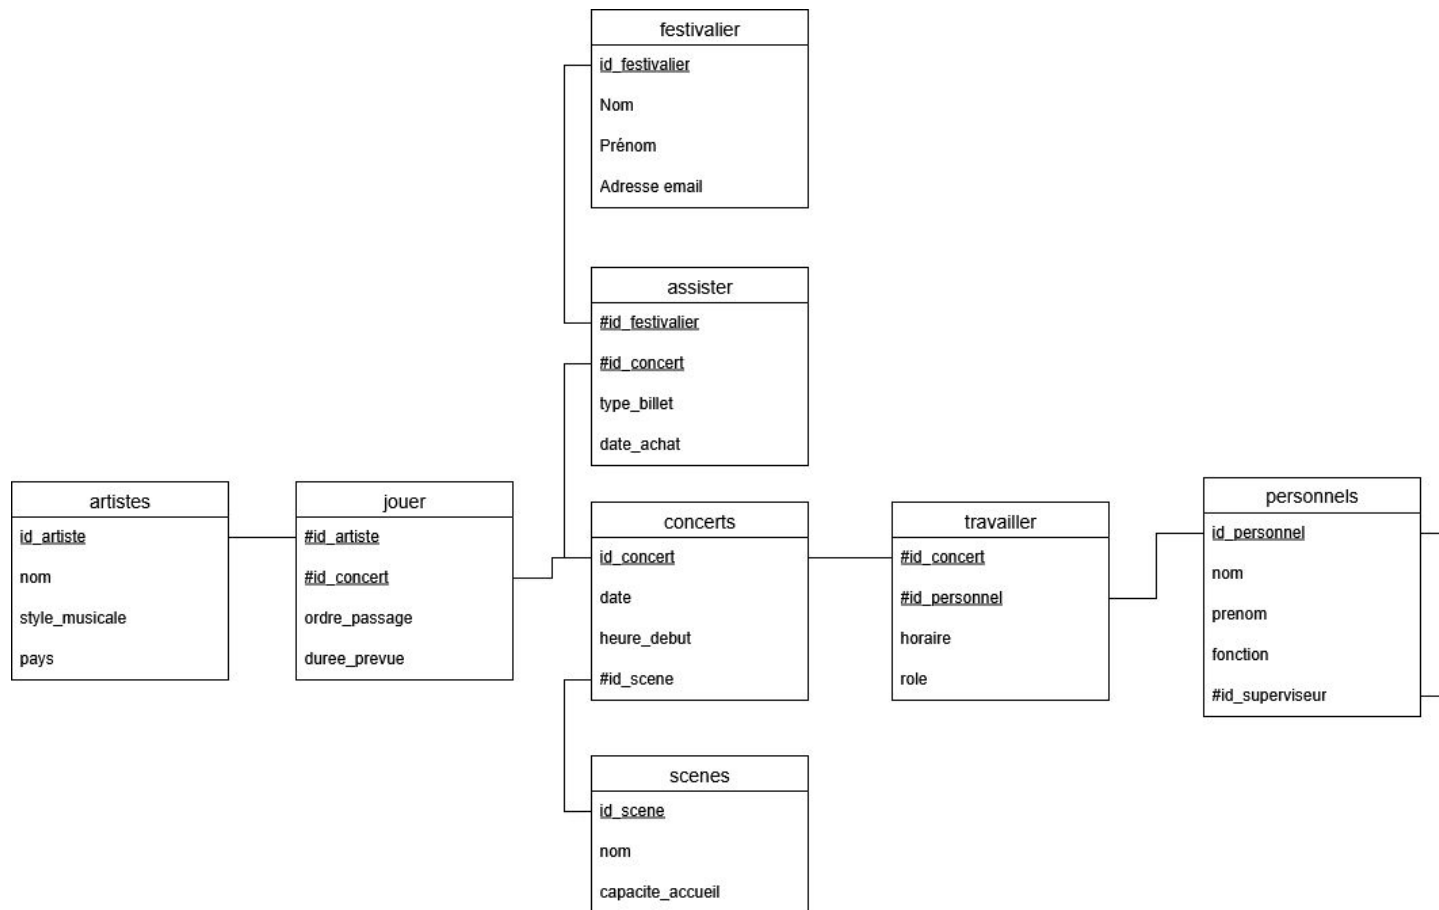 festivalier
id_festivalier
Nom
Prénom
Adresse email
assister
#id_festivalier
#id_concert
type_billet
date_achat
artistes
id_artiste
nom
style_musicale
pays
jouer
#id_artiste
#id_concert
ordre_passage
duree_prevue
concerts
id_concert
date
heure_debut
#id_scene
travailler
#id_concert
#id_personnel
horaire
role
personnels
id_personnel
nom
prenom
fonction
#id_superviseur
scenes
id_scene
nom
capacite_accueil